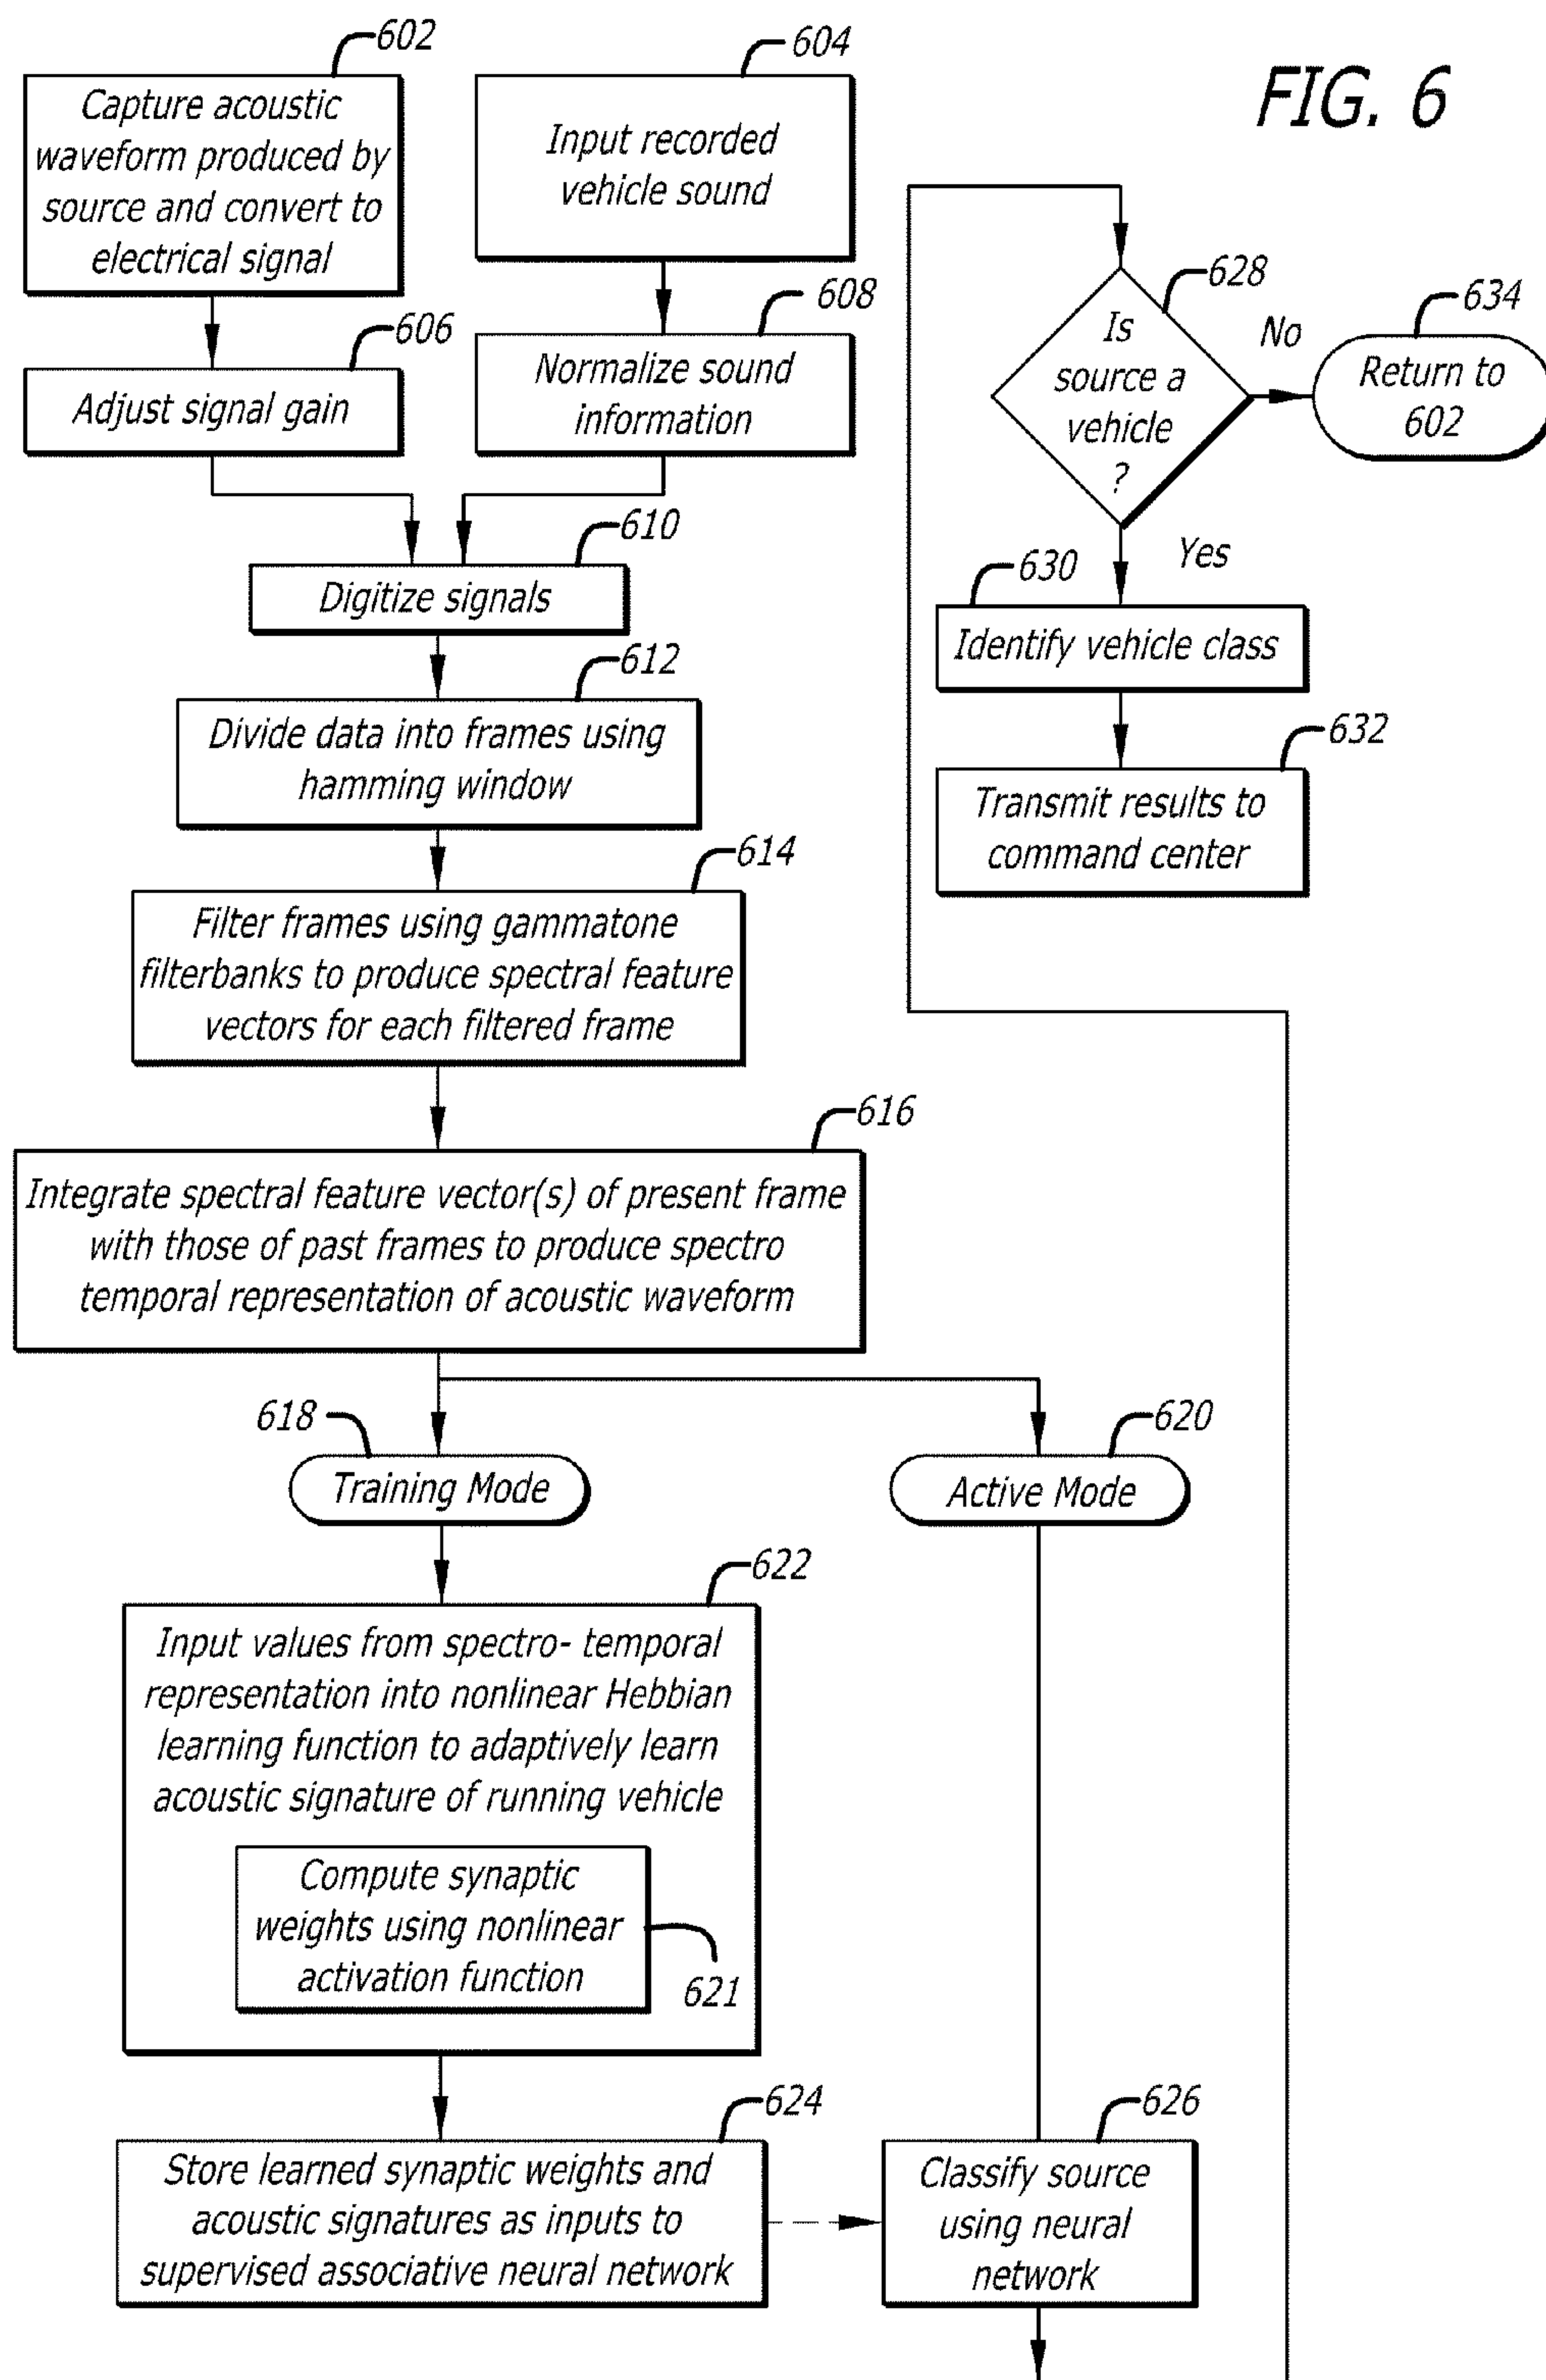 FIG. 6
602
Capture acoustic
waveform produced by
source and convert to
electrical signal
604
Input recorded
vehicle sound
606
Adjust signal gain
608
Normalize sound
information
610
Digitize signals
612
Divide data into frames using
hamming window
614
Filter frames using gammatone
filterbanks to produce spectral feature
vectors for each filtered frame
616
Integrate spectral feature vector(s) of present frame
with those of past frames to produce spectro
temporal representation of acoustic waveform
618
Training Mode
620
Active Mode
622
Input values from spectro- temporal
representation into nonlinear Hebbian
learning function to adaptively learn
acoustic signature of running vehicle
Compute synaptic
weights using nonlinear
activation function
621
624
Store learned synaptic weights and
acoustic signatures as inputs to
supervised associative neural network
626
Classify source
using neural
network
628
Is
source a
vehicle
?
No
634
Return to
602
Yes
630
Identify vehicle class
632
Transmit results to
command center